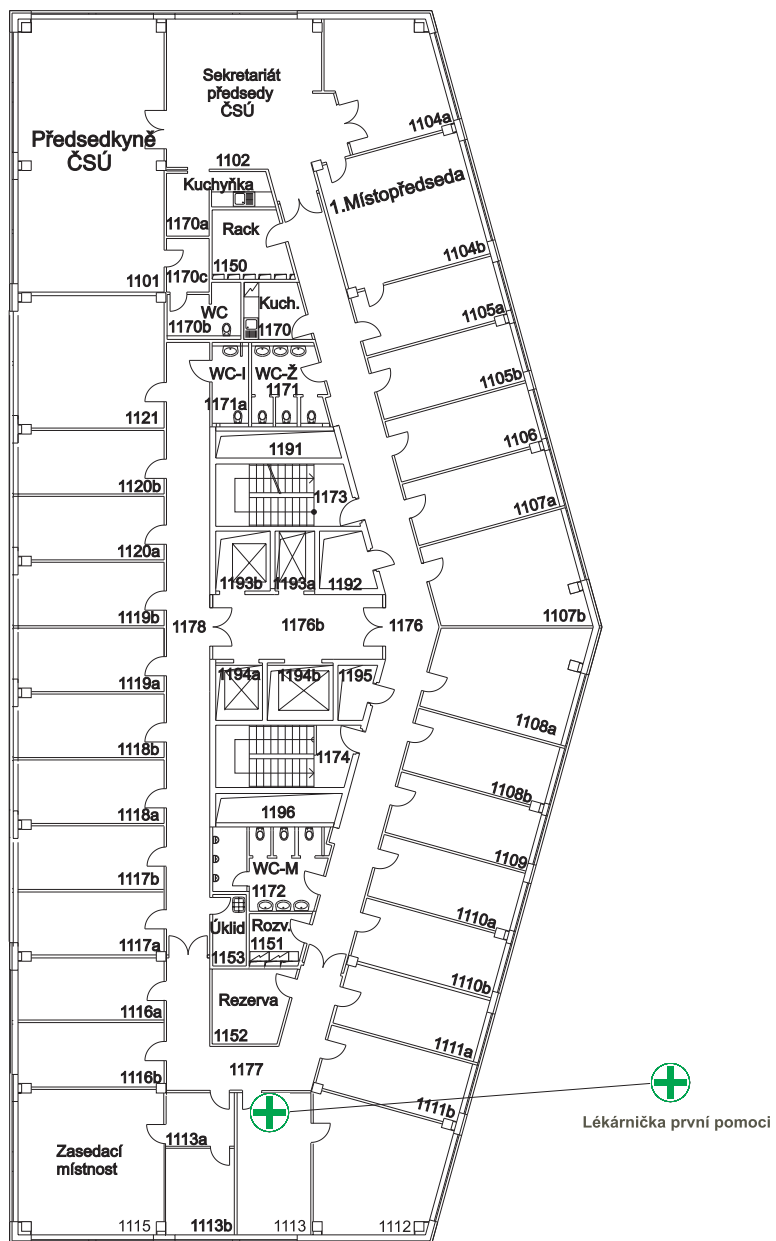 Sekretariát
předsedy
ČSÚ
Předsedkyně
ČSÚ
1104a
1102
Kuchyňka
1.Místopředseda
1170a
Rack
1104b
1101
1170c
1150
1105a
WC
Kuch.
1170b
1170
WC-I
WC-Ž
1105b
1171a
1171
1121
1191
1106
1120b
1173
1107a
1120a
1193b
1193a
1192
1119b
1178
1176b
1176
1107b
1119a
1194a
1194b
1195
1108a
1118b
1174
1108b
1118a
1196
1109
WC-M
1117b
1172
1110a
Úklid
Rozv.
1117a
1153
1151
1110b
Rezerva
1116a
1152
1111a
1177
1116b
1111b
Lékárnička první pomoci
1113a
Zasedací
místnost
1115
1113b
1113
1112